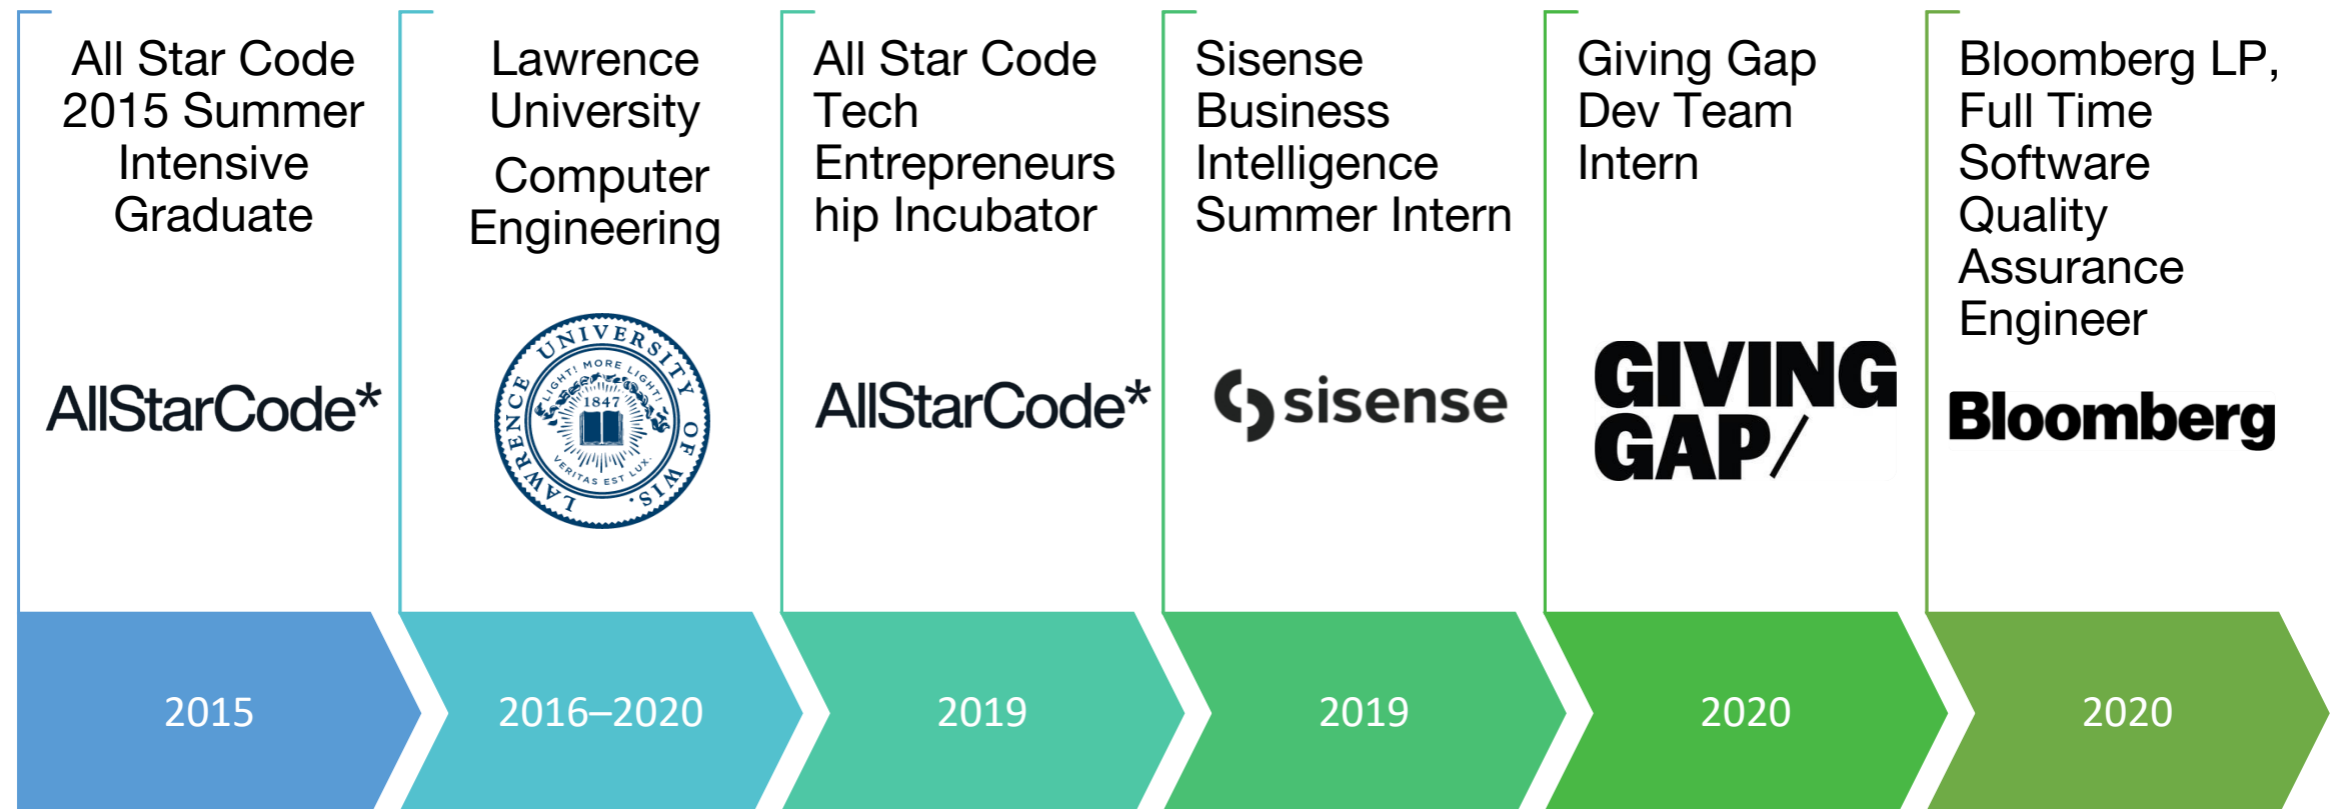 All Star Code
2015 Summer
Intensive
Graduate
AllStarCode*
2015
Lawrence
University
Computer
Engineering
LAWRENCE UNIVERSITY OF WIS.
LIGHT! MORE LIGHT!
1847
VERITAS EST LUX.
2016–2020
All Star Code
Tech
Entrepreneurs
hip Incubator
AllStarCode*
2019
Sisense
Business
Intelligence
Summer Intern
sisense
2019
Giving Gap
Dev Team
Intern
GIVING
GAP/
2020
Bloomberg LP,
Full Time
Software
Quality
Assurance
Engineer
Bloomberg
2020